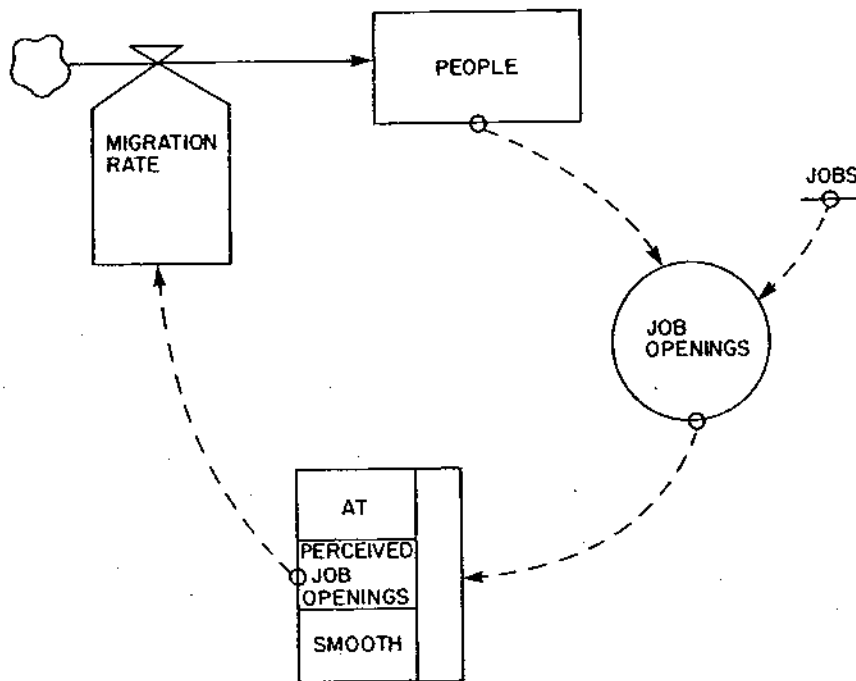 PEOPLE
MIGRATION
RATE
JOBS
JOB
OPENINGS
AT
PERCEIVED
JOB
OPENINGS
SMOOTH